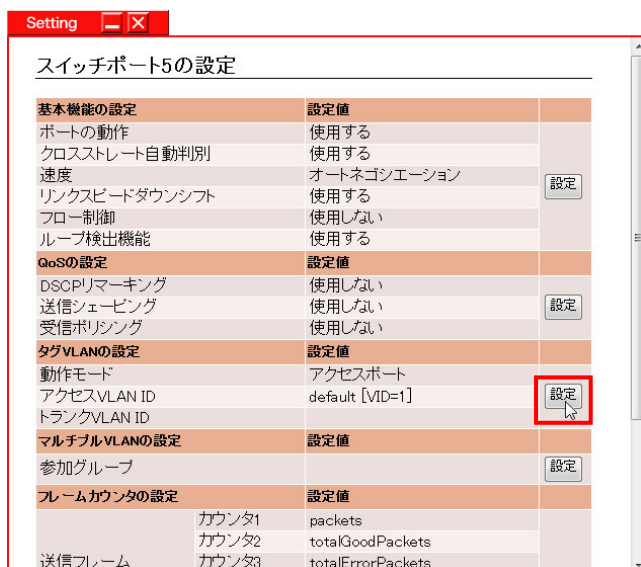 Setting
スイッチポート5の設定
基本機能の設定 設定値
ポートの動作 使用する
クロスストレート自動判別 使用する
速度 オートネゴシエーション
リンクスピードダウンシフト 使用する
フロー制御 使用しない
ループ検出機能 使用する
設定
QoSの設定 設定値
DSCPリマーキング 使用しない
送信シェーピング 使用しない
受信ポリシング 使用しない
設定
タグVLANの設定 設定値
動作モード アクセスポート
アクセスVLAN ID default [VID=1]
トランクVLAN ID
設定
マルチプルVLANの設定 設定値
参加グループ 設定
フレームカウンタの設定 設定値
カウンタ1 packets
カウンタ2 totalGoodPackets
送信フレーム カウンタ3 totalErrorPackets